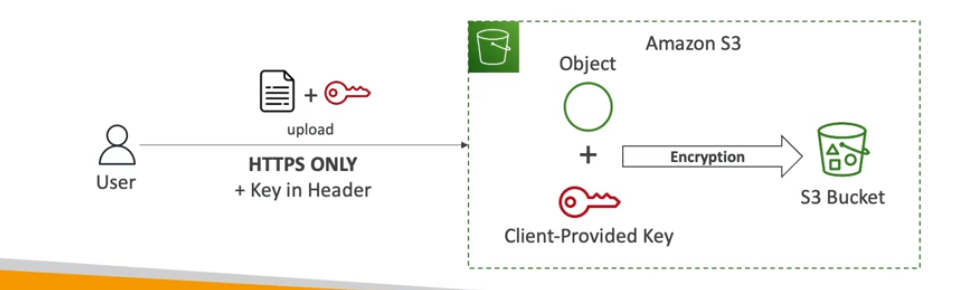 Amazon S3
Object
+
upload
HTTPS ONLY
+ Key in Header
User
+
Encryption
S3 Bucket
Client-Provided Key